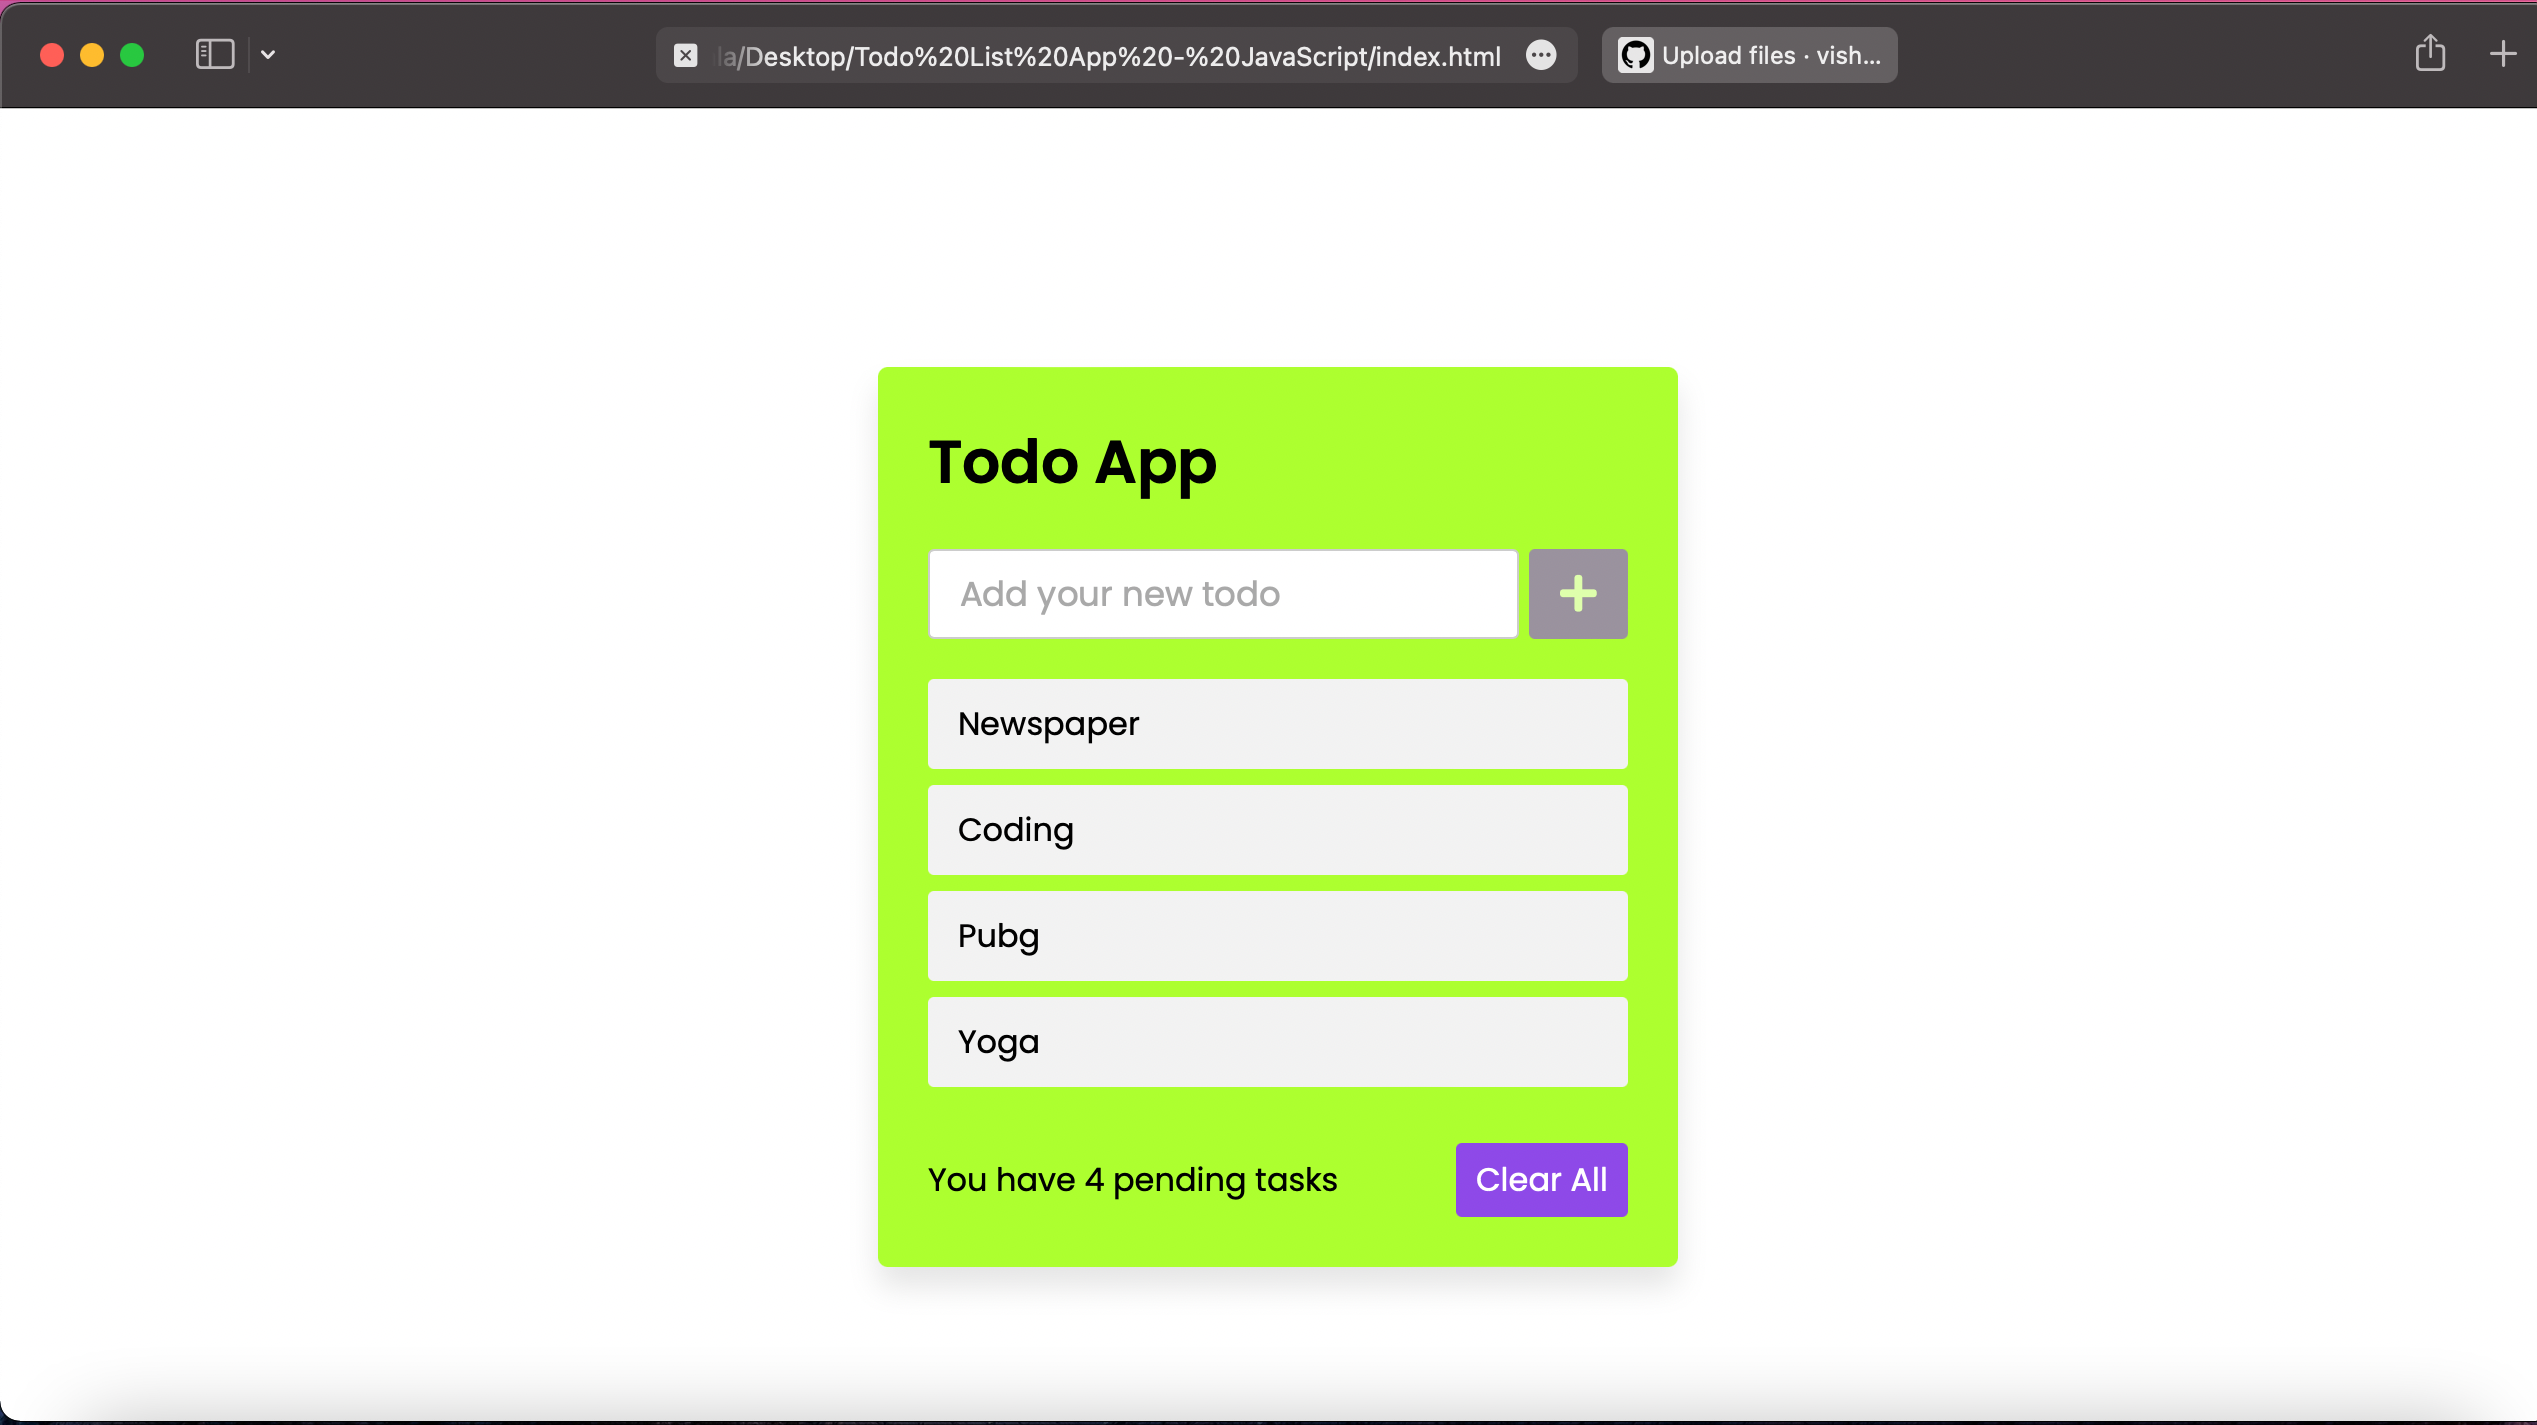 la/Desktop/Todo%20List%20App%20-%20JavaScript/index.html
Upload files · vish...
Todo App
Add your new todo
Newspaper
Coding
Pubg
Yoga
You have 4 pending tasks
Clear All